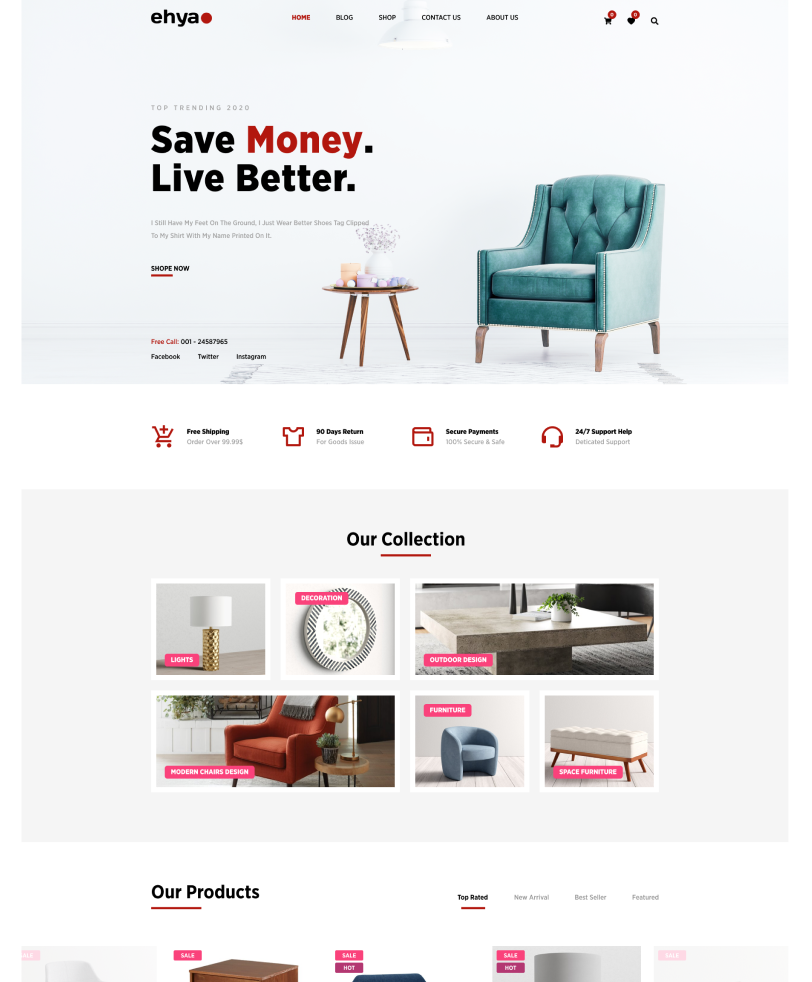 ehya
HOME BLOG SHOP CONTACT US ABOUT US
0 0
TOP TRENDING 2020
Save Money.
Live Better.
I Still Have My Feet On The Ground, I Just Wear Better Shoes Tag Clipped
To My Shirt With My Name Printed On It.
SHOPE NOW
Free Call: 001 - 24587965
Facebook Twitter Instagram
Free Shipping
Order Over 99.99$
90 Days Return
For Goods Issue
Secure Payments
100% Secure & Safe
24/7 Support Help
Deticated Support
Our Collection
LIGHTS
DECORATION
OUTDOOR DESIGN
MODERN CHAIRS DESIGN
FURNITURE
SPACE FURNITURE
Our Products
Top Rated New Arrival Best Seller Featured
ALE
SALE
SALE
HOT
SALE
HOT
SALE